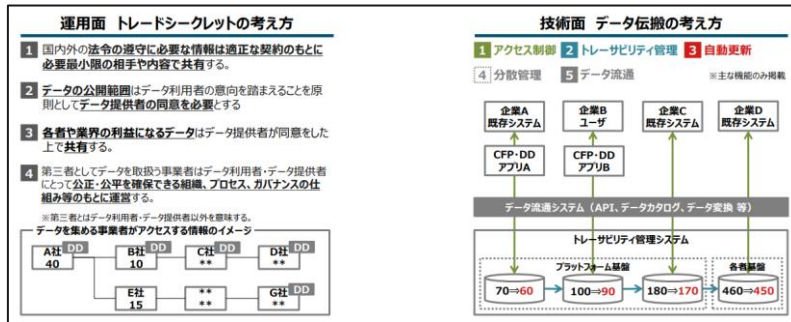 運用面 トレードシークレットの考え方
1 国内外の法令の遵守に必要な情報は適正な契約のもとに
必要最小限の相手や内容で共有する。
2 データの公開範囲はデータ利用者の意向を踏まえることを原
則としてデータ提供者の同意を必要とする
3 各者や業界の利益になるデータはデータ提供者が同意をした
上で共有する。
4 第三者としてデータを取扱う事業者はデータ利用者・データ提供者
にとって公正・公平を確保できる組織、プロセス、ガバナンスの仕
組み等のもとに運営する。
※第三者とはデータ利用者・データ提供者以外を意味する。
データを集める事業者がアクセスする情報のイメージ
A社 40 DD
B社 10 DD
C社 ** DD
D社 ** DD
E社 15
** **
G社 ** DD
技術面 データ伝搬の考え方
1 アクセス制御 2 トレーサビリティ管理 3 自動更新
4 分散管理 5 データ流通 ※主な機能のみ掲載
企業A 既存システム
企業B ユーザ
企業C 既存システム
企業D 既存システム
CFP・DD アプリA
CFP・DD アプリB
データ流通システム（API、データカタログ、データ変換 等）
トレーサビリティ管理システム
プラットフォーム基盤 各者基盤
70⇒60 100⇒90 180⇒170 460⇒450